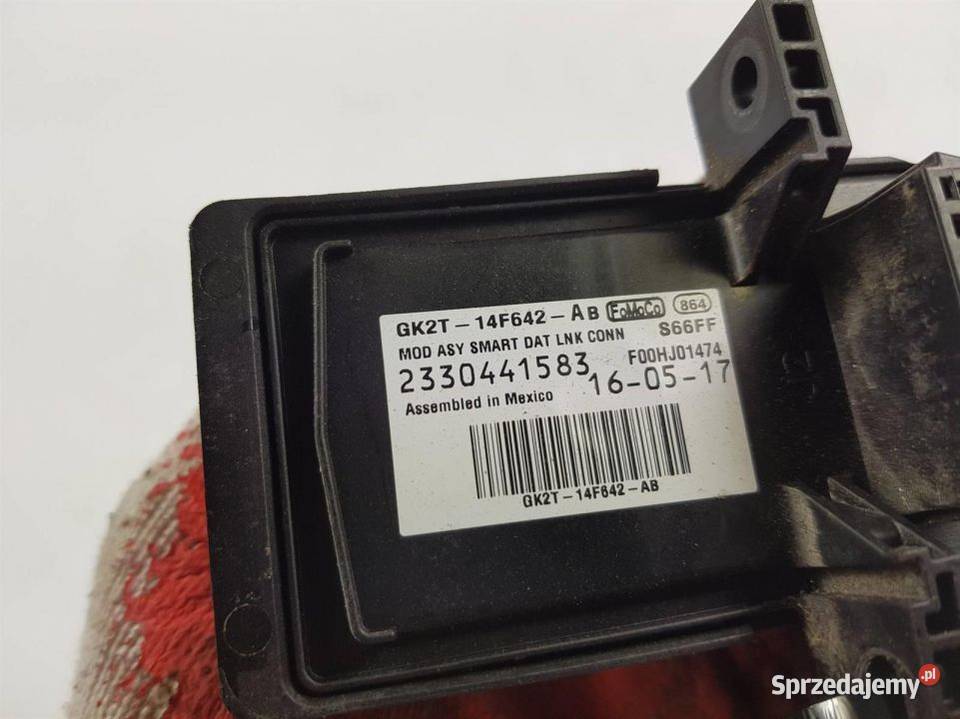 GK2T-14F642-AB FoMoCo 864
MOD ASY SMART DAT LNK CONN S66FF
2330441583 F00HJ01474
Assembled in Mexico 16-05-17
GK2T-14F642-AB
Sprzedajemy.pl